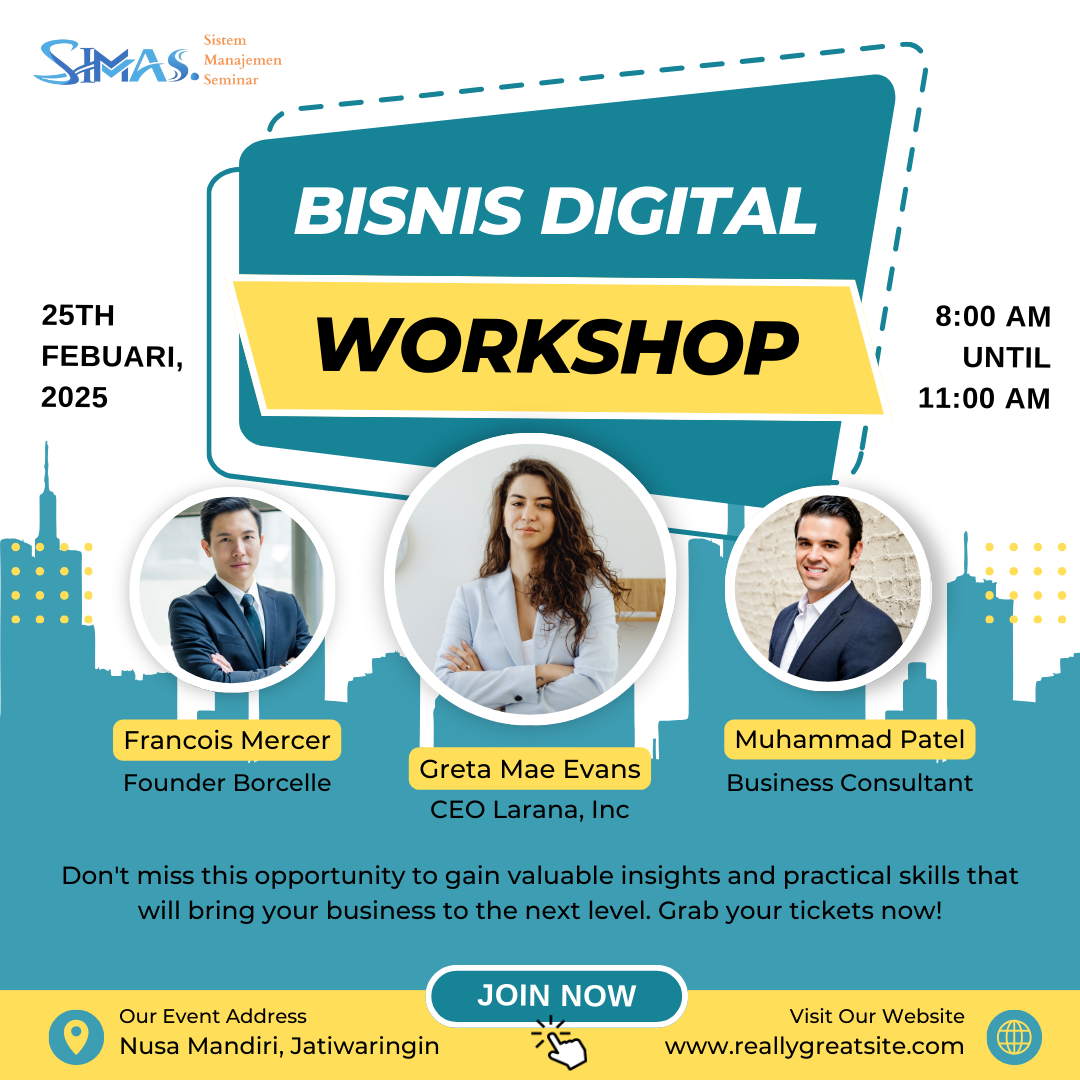 SIMAS.
Sistem
Manajemen
Seminar
BISNIS DIGITAL
WORKSHOP
25TH
FEBUARI,
2025
8:00 AM
UNTIL
11:00 AM
Francois Mercer
Founder Borcelle
Greta Mae Evans
CEO Larana, Inc
Muhammad Patel
Business Consultant
Don't miss this opportunity to gain valuable insights and practical skills that
will bring your business to the next level. Grab your tickets now!
JOIN NOW
Our Event Address
Nusa Mandiri, Jatiwaringin
Visit Our Website
www.reallygreatsite.com